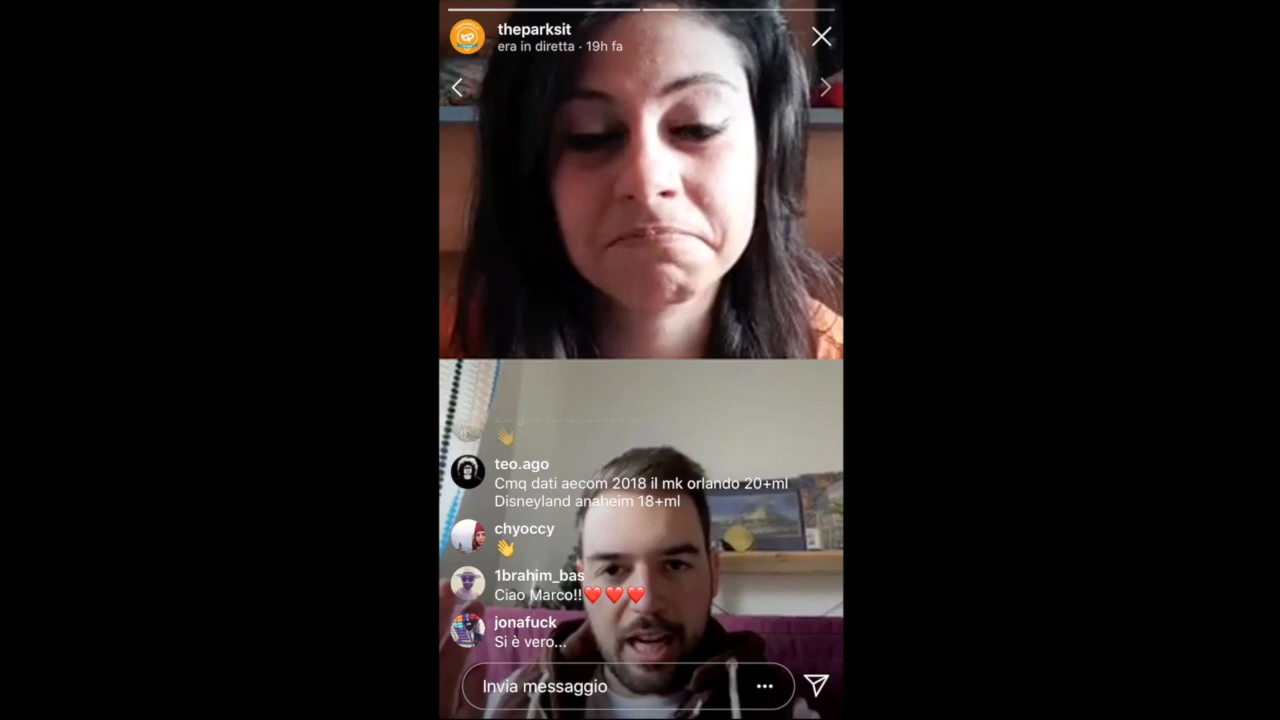 theparksit
era in diretta · 19h fa
👋
teo.ago
Cmq dati aecom 2018 il mk orlando 20+ml
Disneyland anaheim 18+ml
chyoccy
👋
1brahim_bas
Ciao Marco!!❤️❤️❤️
jonafuck
Si è vero...
Invia messaggio